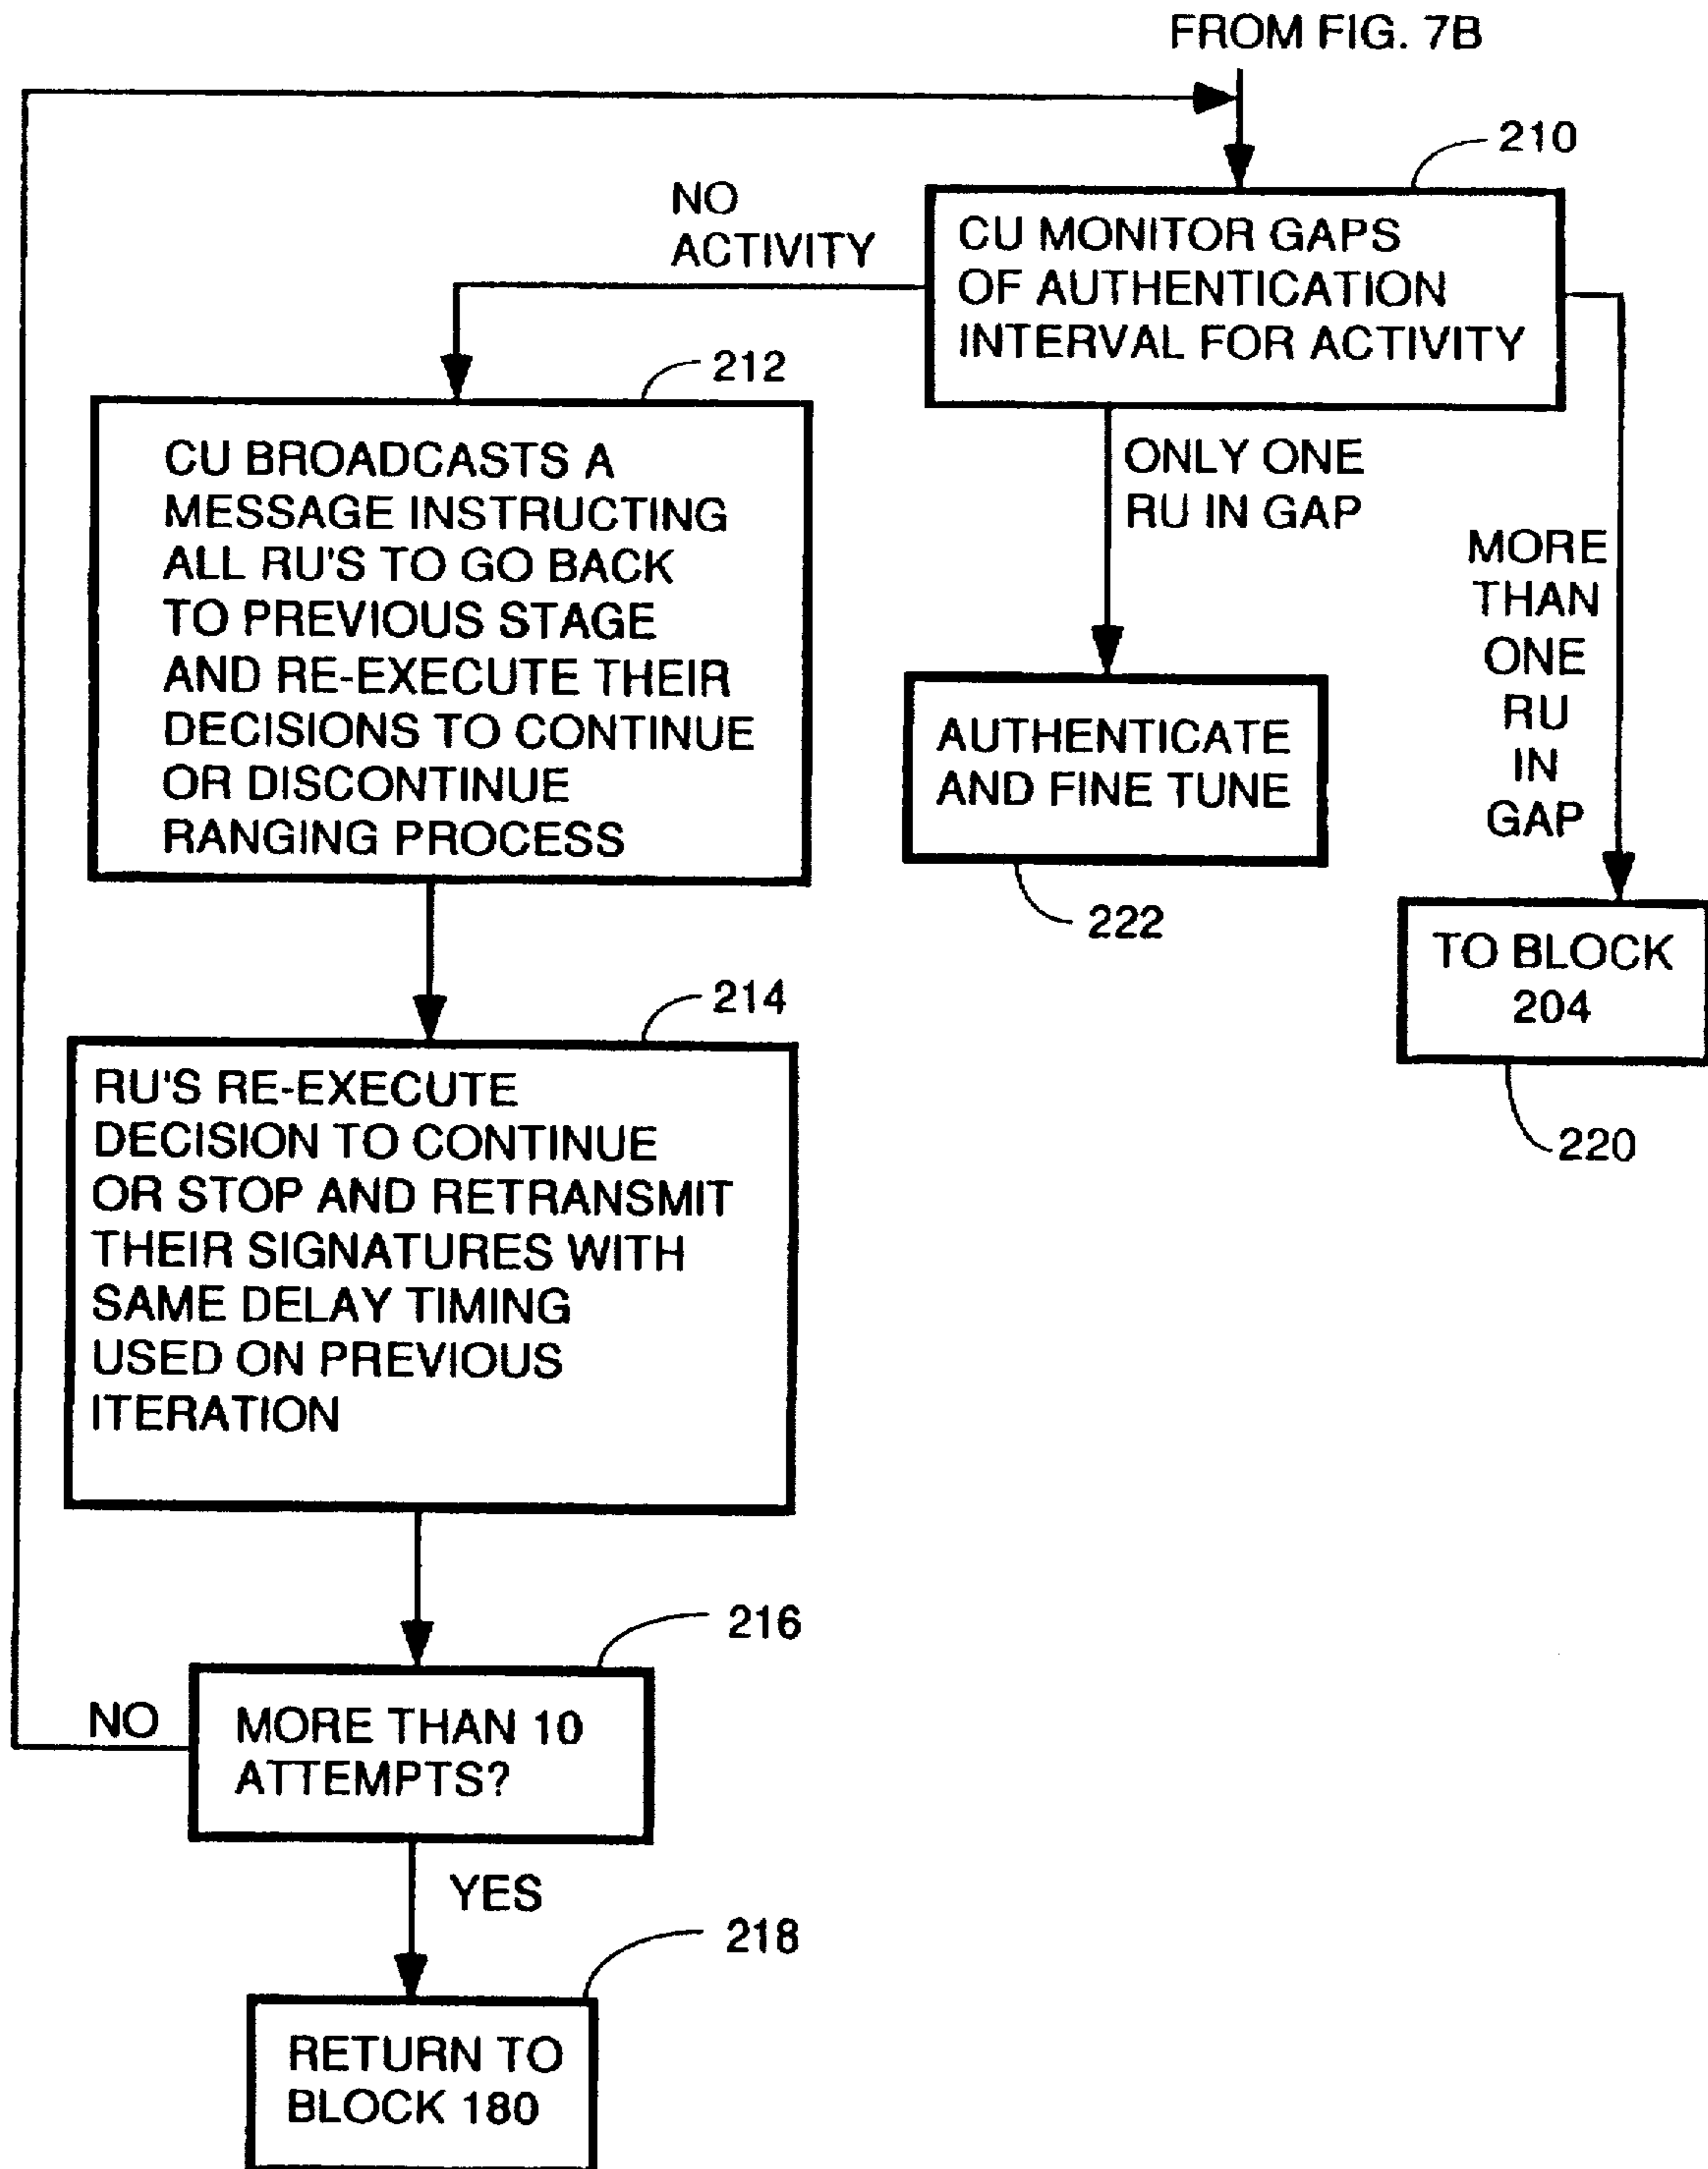 FROM FIG. 7B
210
NO
ACTIVITY
CU MONITOR GAPS
OF AUTHENTICATION
INTERVAL FOR ACTIVITY
212
CU BROADCASTS A
MESSAGE INSTRUCTING
ALL RU'S TO GO BACK
TO PREVIOUS STAGE
AND RE-EXECUTE THEIR
DECISIONS TO CONTINUE
OR DISCONTINUE
RANGING PROCESS
ONLY ONE
RU IN GAP
MORE
THAN
ONE
RU
IN
GAP
AUTHENTICATE
AND FINE TUNE
222
TO BLOCK
204
220
214
RU'S RE-EXECUTE
DECISION TO CONTINUE
OR STOP AND RETRANSMIT
THEIR SIGNATURES WITH
SAME DELAY TIMING
USED ON PREVIOUS
ITERATION
216
NO
MORE THAN 10
ATTEMPTS?
YES
218
RETURN TO
BLOCK 180